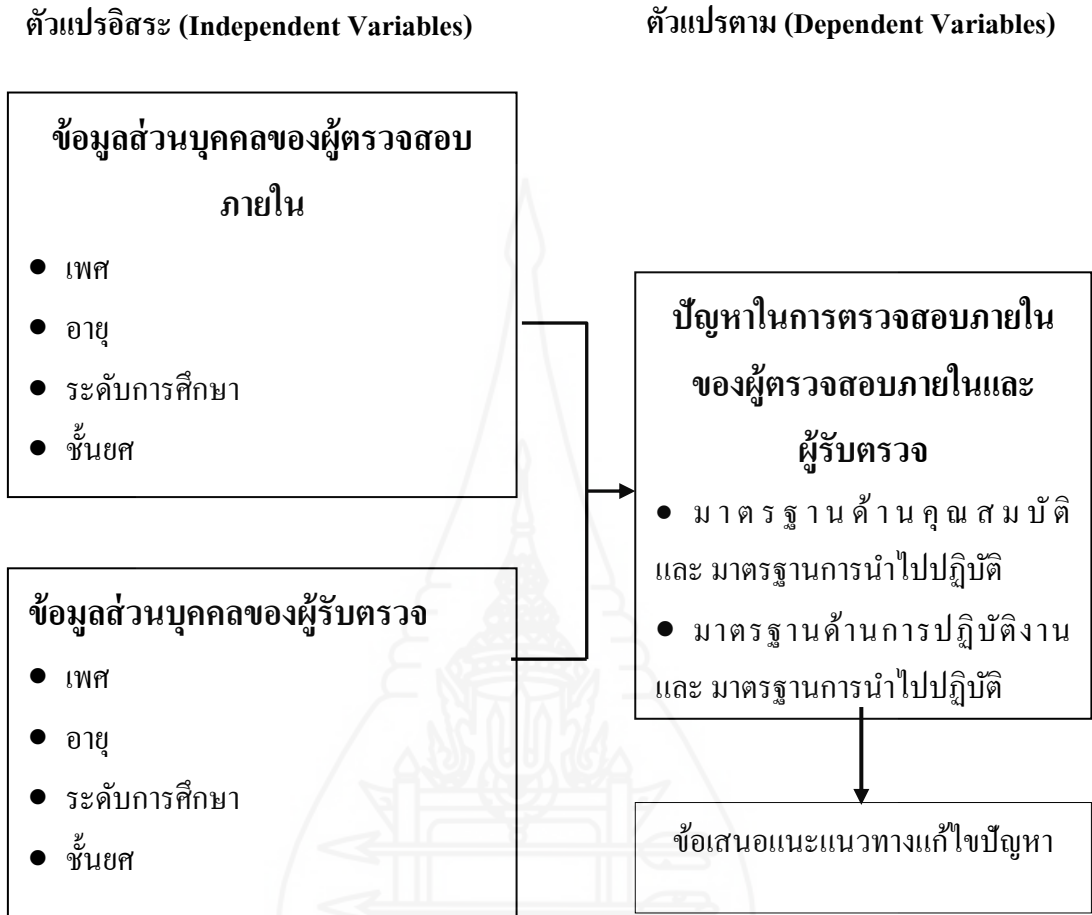 ตัวแปรอิสระ (Independent Variables)
ตัวแปรตาม (Dependent Variables)
ข้อมูลส่วนบุคคลของผู้ตรวจสอบ
ภายใน
● เพศ
● อายุ
● ระดับการศึกษา
● ชั้นยศ
ข้อมูลส่วนบุคคลของผู้รับตรวจ
● เพศ
● อายุ
● ระดับการศึกษา
● ชั้นยศ
ปัญหาในการตรวจสอบภายใน
ของผู้ตรวจสอบภายในและ
ผู้รับตรวจ
● มาตรฐานด้านคุณสมบัติ
และ มาตรฐานการนำไปปฏิบัติ
● มาตรฐานด้านการปฏิบัติงาน
และ มาตรฐานการนำไปปฏิบัติ
ข้อเสนอแนะแนวทางแก้ไขปัญหา